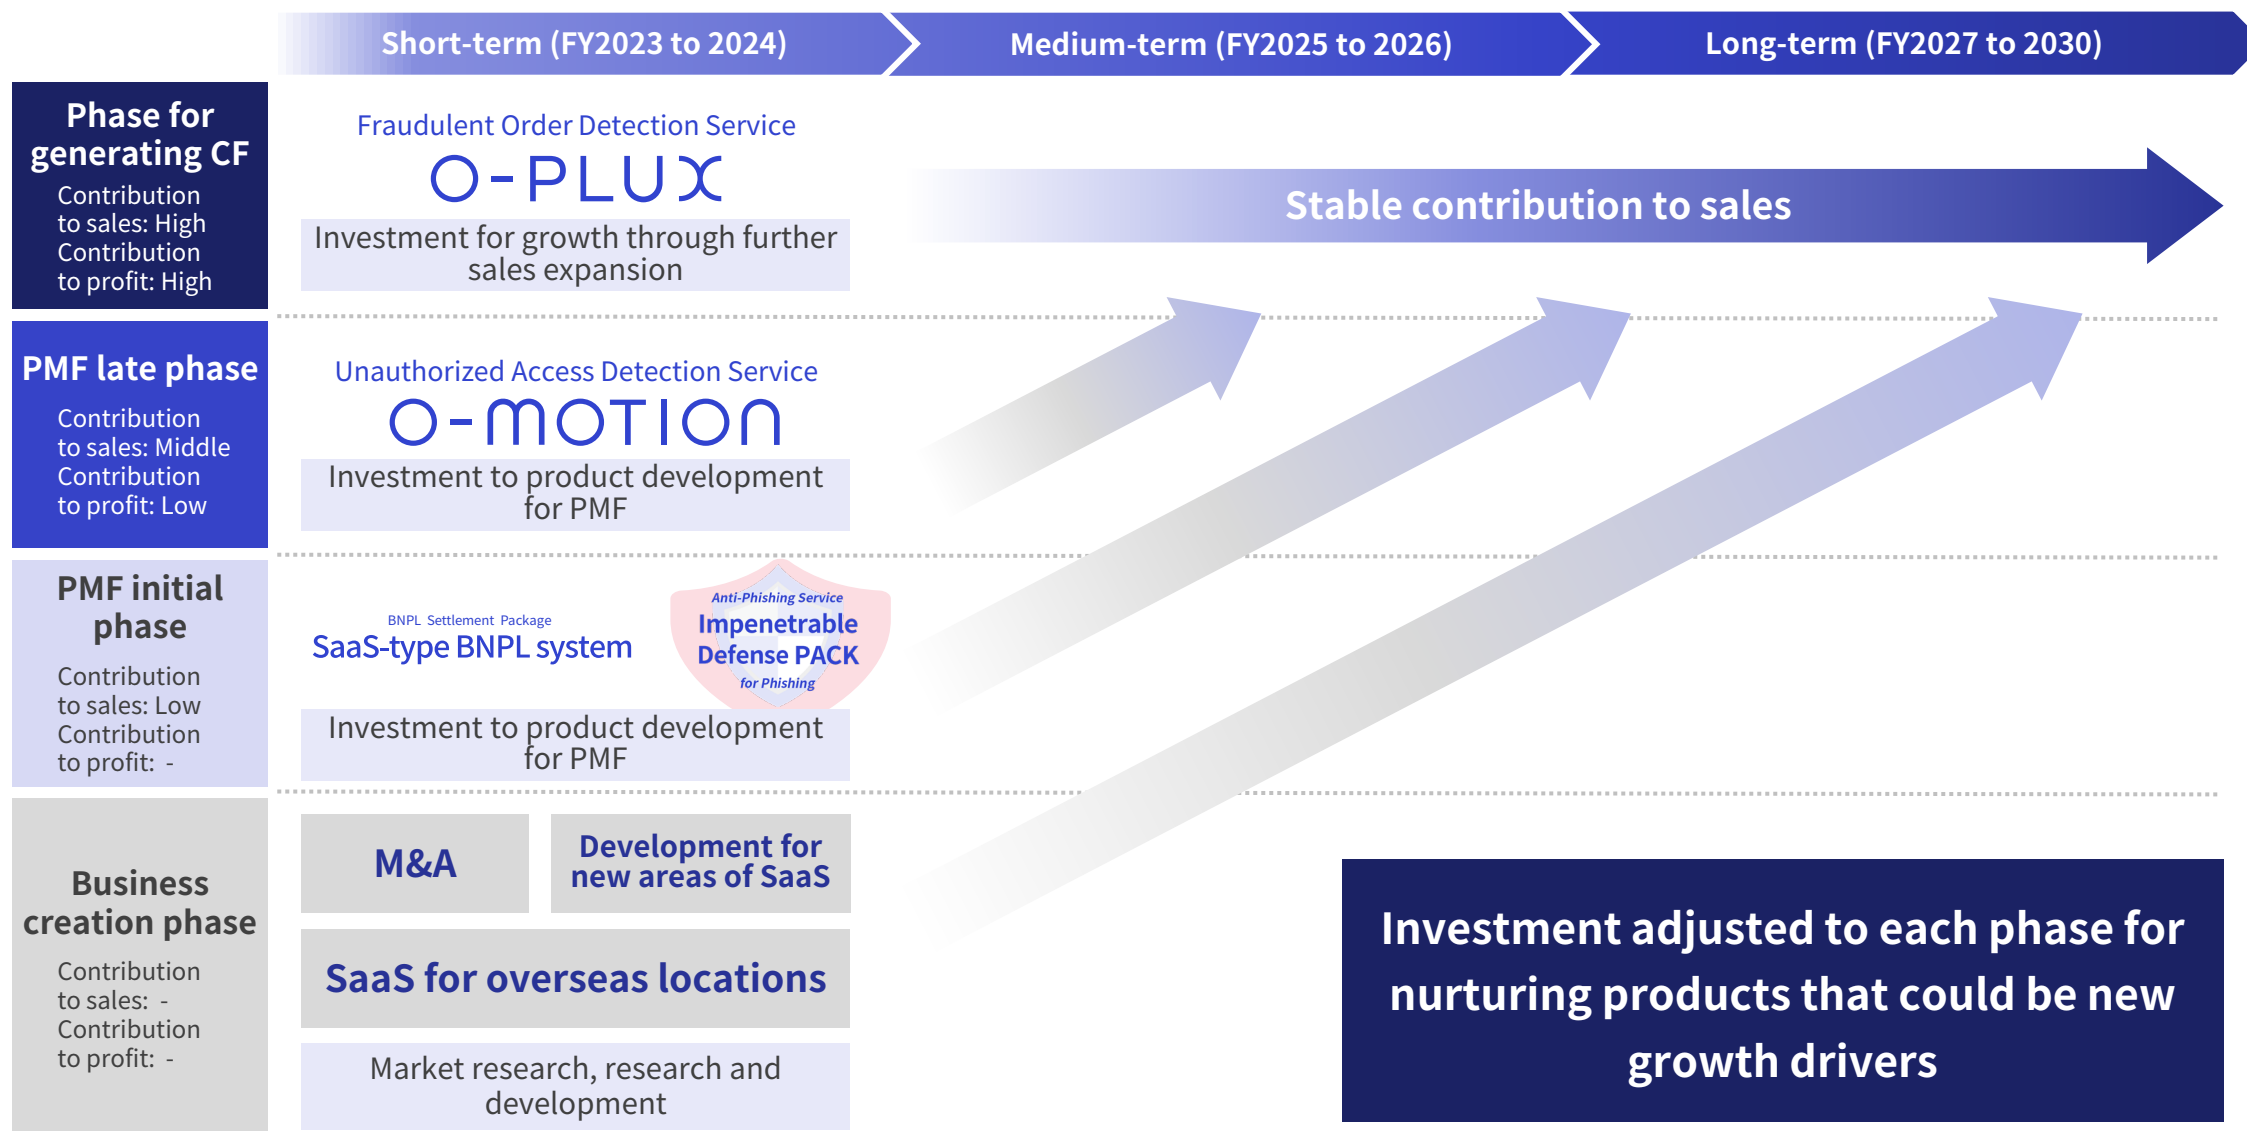 Short-term (FY2023 to 2024)
Medium-term (FY2025 to 2026)
Long-term (FY2027 to 2030)
Phase for
generating CF
Contribution
to sales: High
Contribution
to profit: High
Fraudulent Order Detection Service
O-PLUX
Investment for growth through further
sales expansion
Stable contribution to sales
PMF late phase
Contribution
to sales: Middle
Contribution
to profit: Low
Unauthorized Access Detection Service
O-MOTION
Investment to product development
for PMF
PMF initial
phase
Contribution
to sales: Low
Contribution
to profit: -
BNPL Settlement Package
SaaS-type BNPL system
Anti-Phishing Service
Impenetrable
Defense PACK
for Phishing
Investment to product development
for PMF
Business
creation phase
Contribution
to sales: -
Contribution
to profit: -
M&A
Development for
new areas of SaaS
SaaS for overseas locations
Market research, research and
development
Investment adjusted to each phase for
nurturing products that could be new
growth drivers